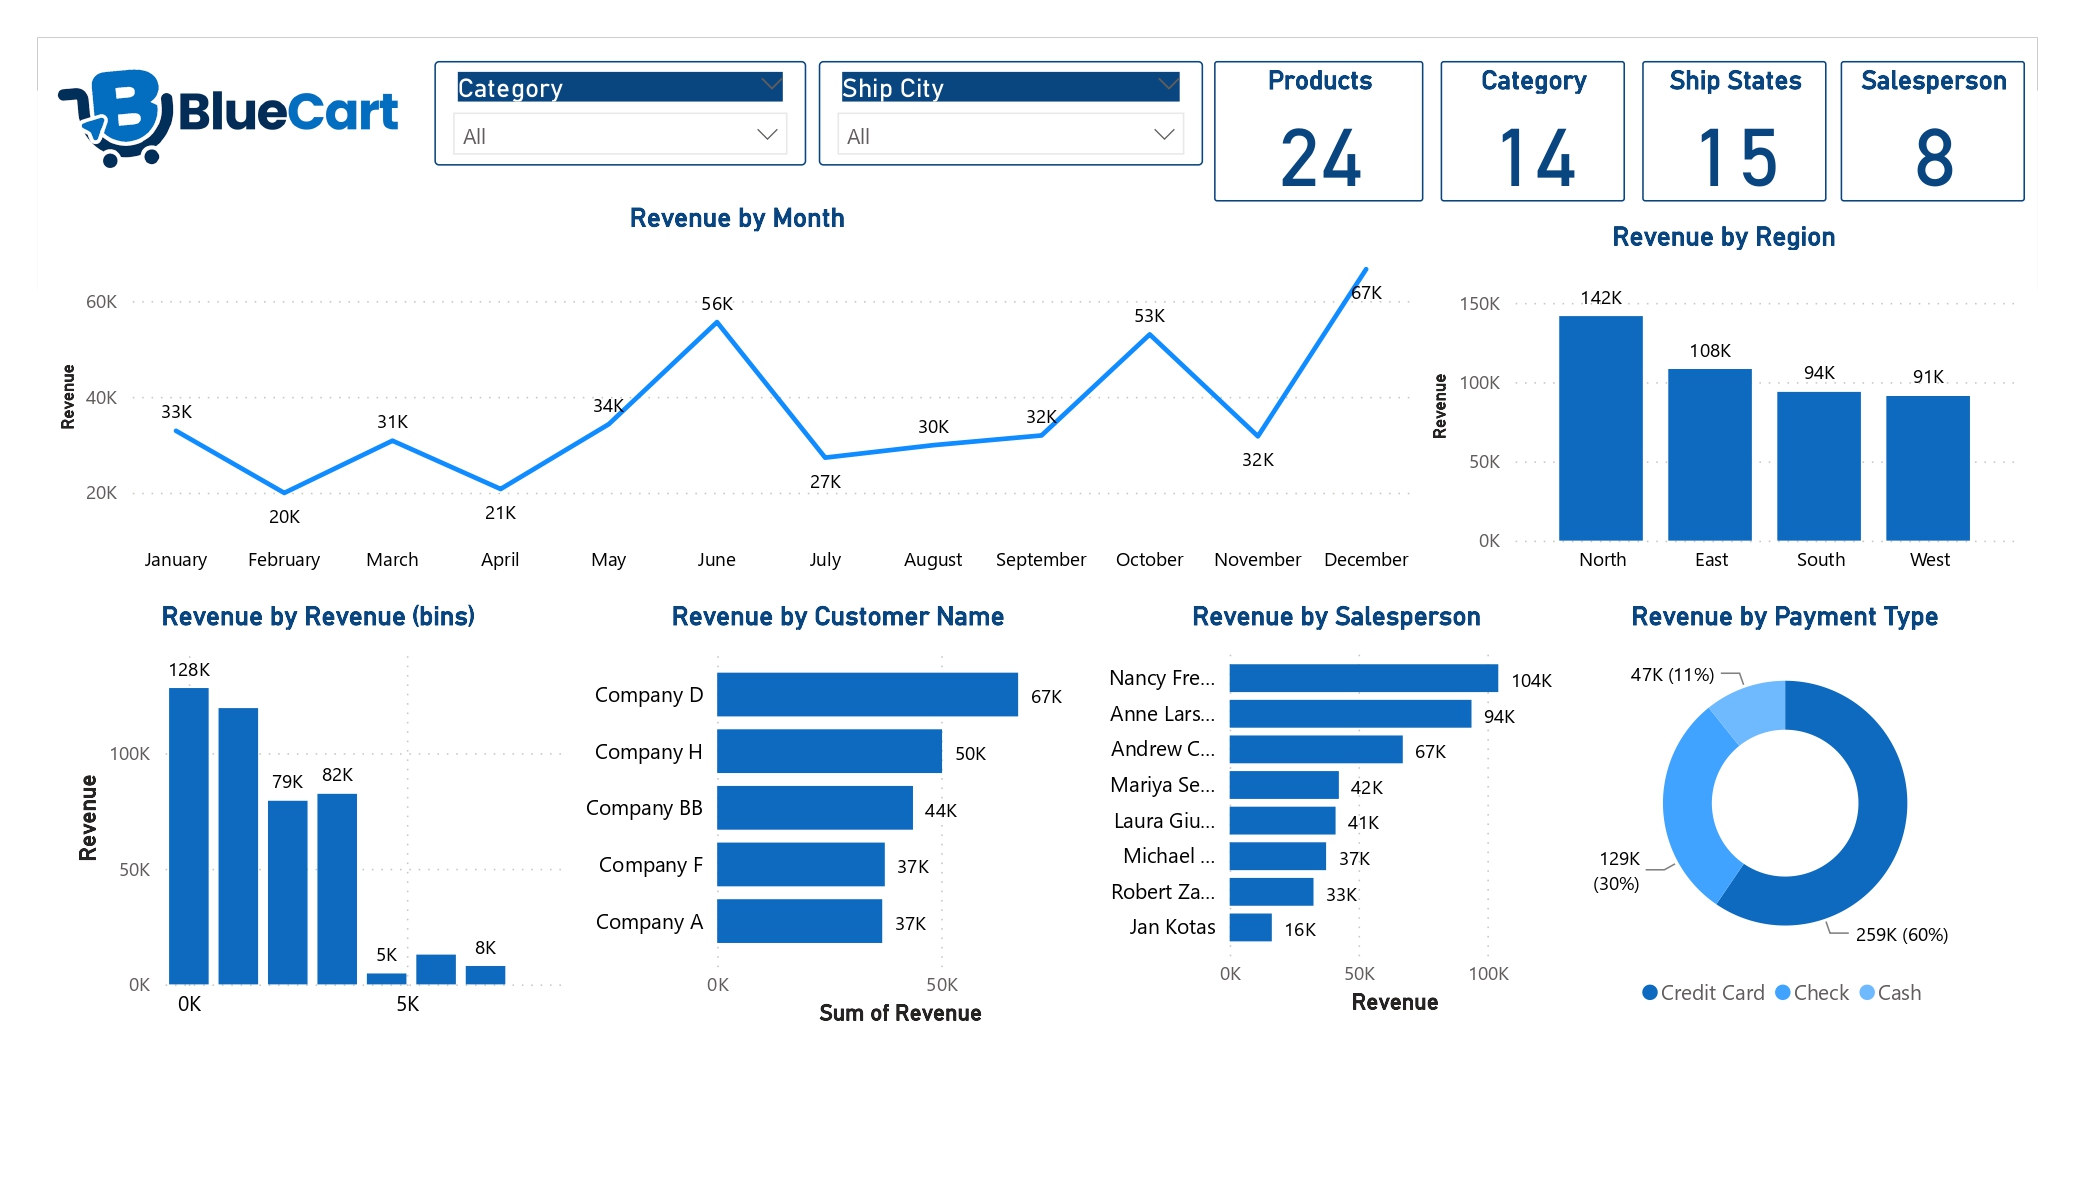 BlueCart
Category
All
Ship City
All
Products
24
Category
14
Ship States
15
Salesperson
8
Revenue by Month
Revenue
60K
40K
20K
33K
20K
31K
21K
34K
56K
27K
30K
32K
53K
32K
67K
January February March April May June July August September October November December
Revenue by Region
Revenue
150K
100K
50K
0K
142K
108K
94K
91K
North East South West
Revenue by Revenue (bins)
Revenue
100K
50K
0K
128K
79K
82K
5K
8K
0K 5K
Revenue by Customer Name
Company D 67K
Company H 50K
Company BB 44K
Company F 37K
Company A 37K
0K 50K
Sum of Revenue
Revenue by Salesperson
Nancy Fre... 104K
Anne Lars... 94K
Andrew C... 67K
Mariya Se... 42K
Laura Giu... 41K
Michael ... 37K
Robert Za... 33K
Jan Kotas 16K
0K 50K 100K
Revenue
Revenue by Payment Type
47K (11%)
129K
(30%)
259K (60%)
Credit Card Check Cash